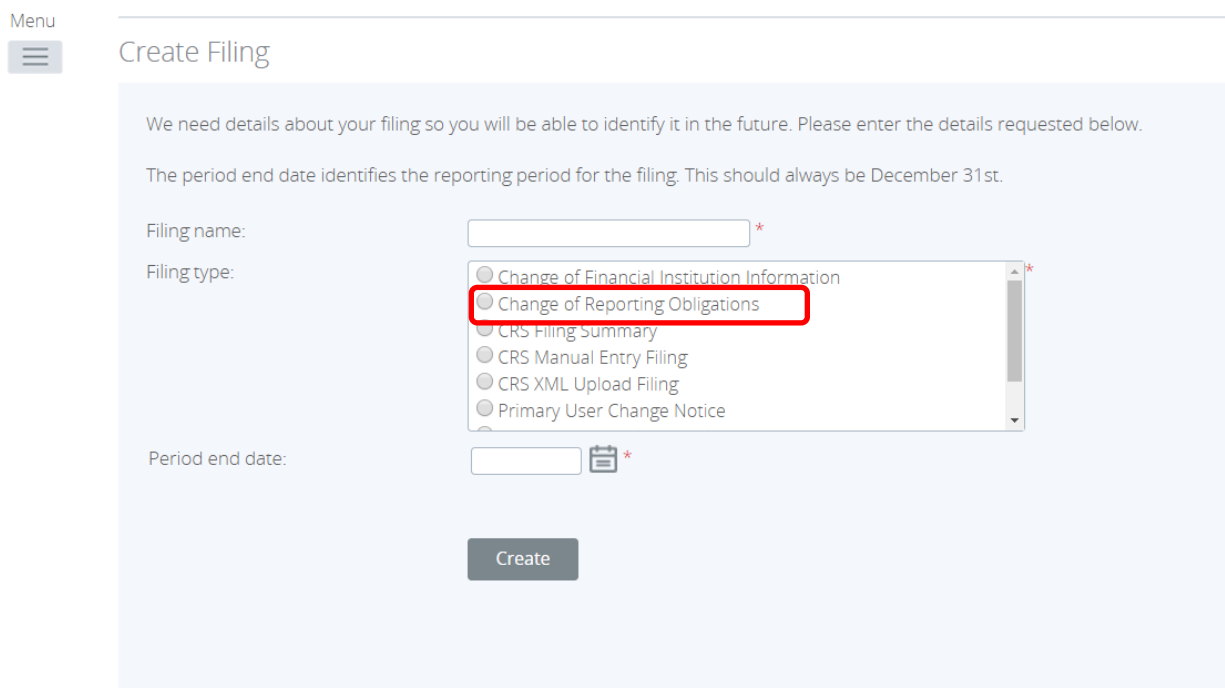 Menu
Create Filing
We need details about your filing so you will be able to identify it in the future. Please enter the details requested below.
The period end date identifies the reporting period for the filing. This should always be December 31st.
Filing name: *
Filing type: *
Change of Financial Institution Information
Change of Reporting Obligations
CRS Filing Summary
CRS Manual Entry Filing
CRS XML Upload Filing
Primary User Change Notice
Period end date: *
Create